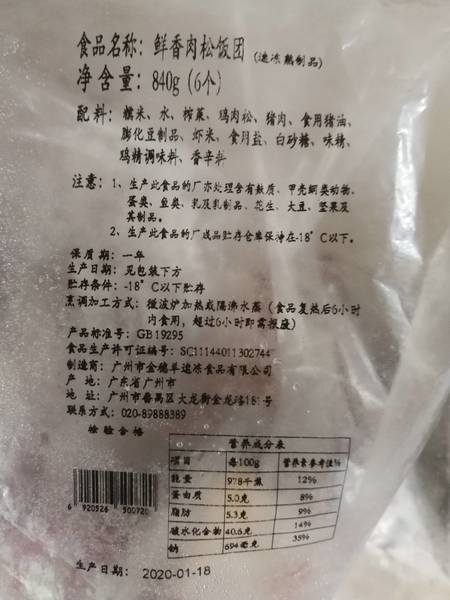 食品名称：鲜香肉松饭团（速冻熟制品）
净含量：840g（6个）
配料：糯米、水、榨菜、鸡肉松、猪肉、食用猪油、
膨化豆制品、虾米、食用盐、白砂糖、味精、
鸡精调味料、香辛料
注意：1、生产此食品的厂亦处理含有麸质、甲壳纲类动物、
蛋类、鱼类、乳及乳制品、花生、大豆、坚果及
其制品。
2、生产此食品的厂成品贮存仓库保持在-18°C以下。
保质期：一年
生产日期：见包装下方
贮存条件：-18°C以下贮存
烹调加工方式：微波炉加热或隔沸水蒸（食品复热后6小时
内食用，超过6小时即需报废）
产品标准号：GB19295
食品生产许可证编号：SC11144011302744
制造商：广州市金穗丰速冻食品有限公司
产地：广东省广州市
地址：广州市番禺区大龙街金龙路181号
联系方式：020-89888389
检验合格
营养成分表
项目 每100g 营养素参考值%
能量 978千焦 12%
蛋白质 5.0克 8%
脂肪 5.3克 9%
碳水化合物 40.6克 14%
钠 694毫克 35%
6 920526 500720
生产日期：2020-01-18